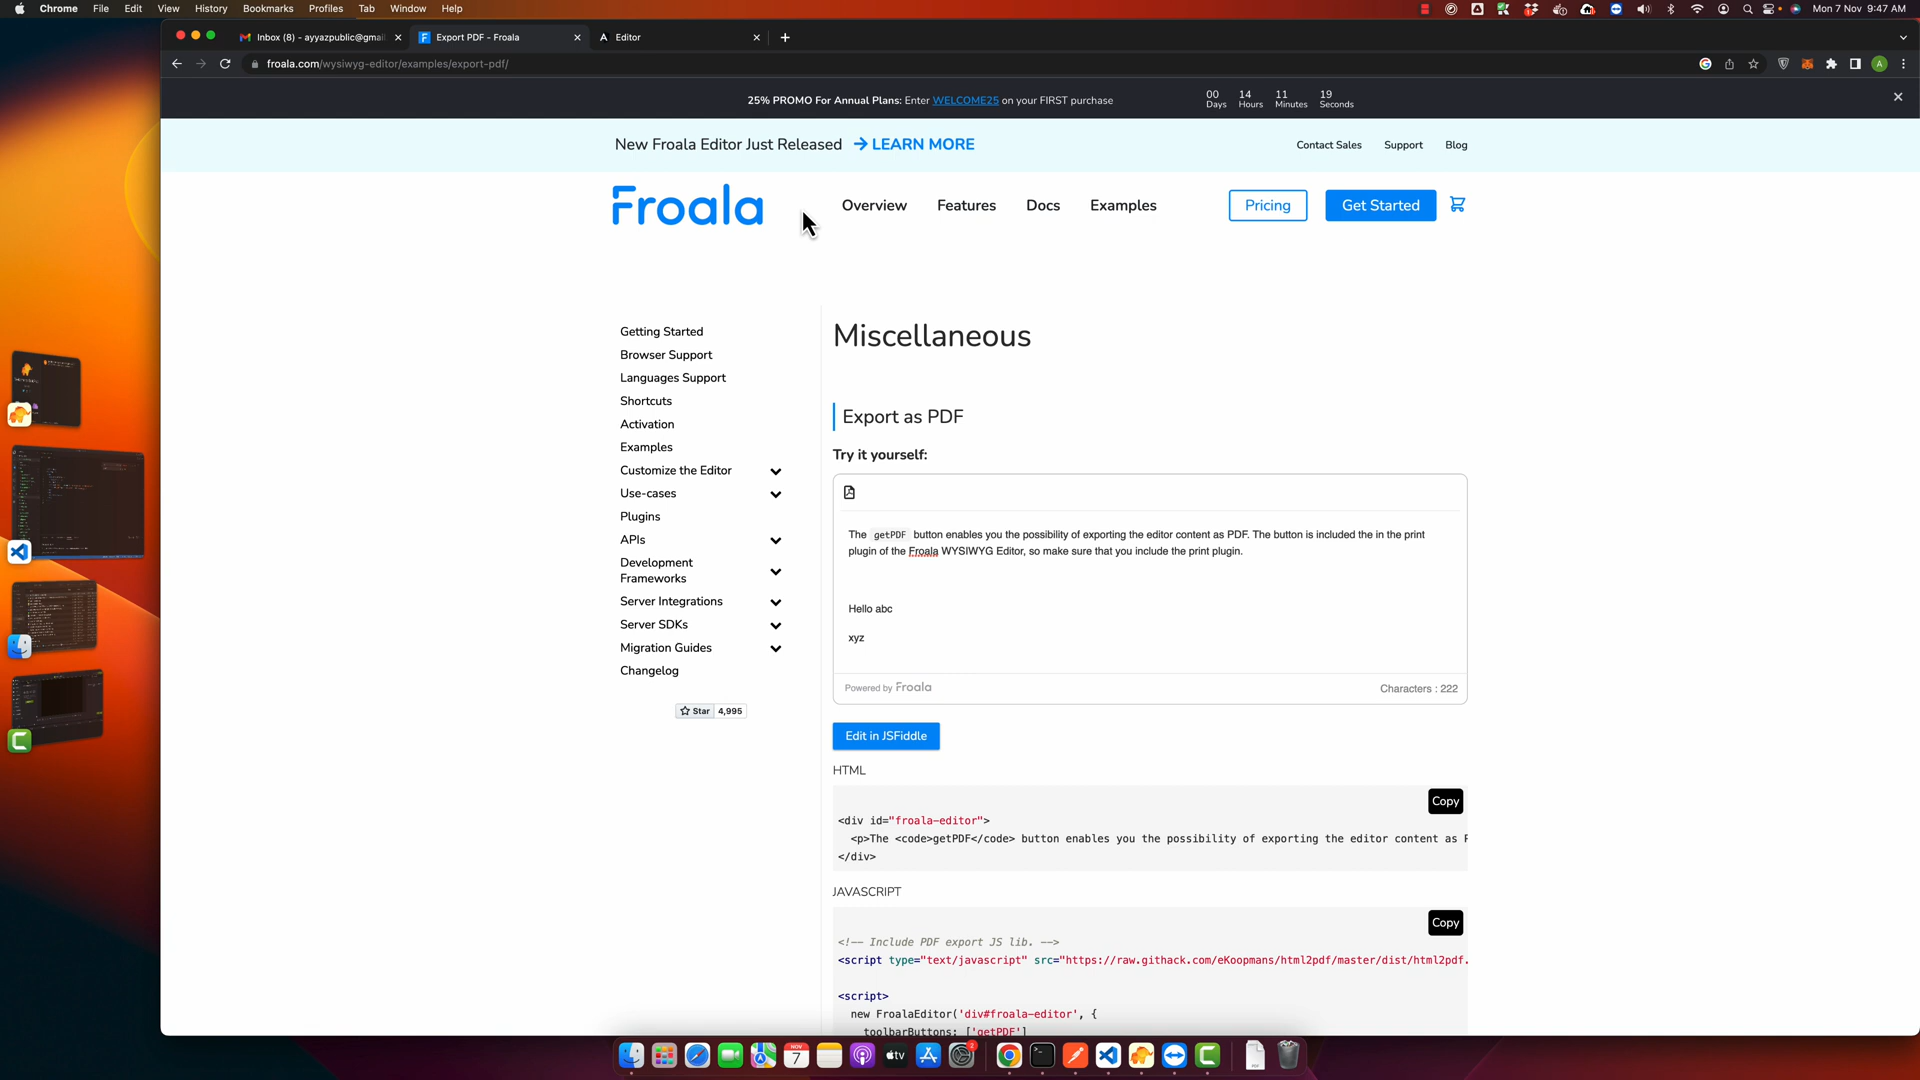 Chrome File Edit View History Bookmarks Profiles Tab Window Help
Mon 7 Nov 9:47 AM
Inbox (8) - ayyazpublic@gmai
Export PDF - Froala
Editor
froala.com/wysiwyg-editor/examples/export-pdf/
25% PROMO For Annual Plans: Enter WELCOME25 on your FIRST purchase
00 14 11 19
Days Hours Minutes Seconds
New Froala Editor Just Released → LEARN MORE
Contact Sales Support Blog
Froala
Overview Features Docs Examples
Pricing Get Started
Getting Started
Browser Support
Languages Support
Shortcuts
Activation
Examples
Customize the Editor
Use-cases
Plugins
APIs
Development
Frameworks
Server Integrations
Server SDKs
Migration Guides
Changelog
Star 4,995
Miscellaneous
Export as PDF
Try it yourself:
The getPDF button enables you the possibility of exporting the editor content as PDF. The button is included the in the print
plugin of the Froala WYSIWYG Editor, so make sure that you include the print plugin.
Hello abc
xyz
Powered by Froala
Characters : 222
Edit in JSFiddle
HTML
Copy
<div id="froala-editor">
<p>The <code>getPDF</code> button enables you the possibility of exporting the editor content as P
</div>
JAVASCRIPT
Copy
<!-- Include PDF export JS lib. -->
<script type="text/javascript" src="https://raw.githack.com/eKoopmans/html2pdf/master/dist/html2pdf.
<script>
new FroalaEditor('div#froala-editor', {
toolbarButtons: ['getPDF']
NOV
7
tv
2